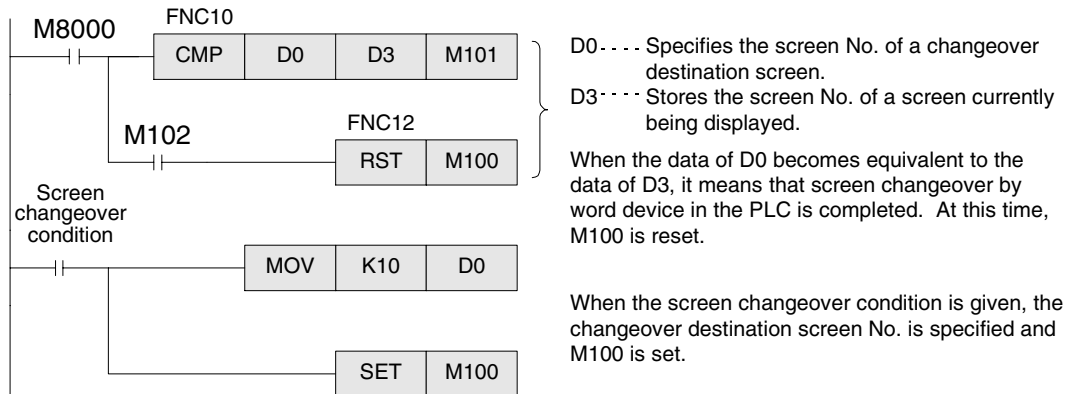 FNC10
M8000
CMP D0 D3 M101
M102
FNC12
RST M100
Screen
changeover
condition
MOV K10 D0
SET M100
D0- - - - Specifies the screen No. of a changeover
destination screen.
D3- - - - Stores the screen No. of a screen currently
being displayed.
When the data of D0 becomes equivalent to the
data of D3, it means that screen changeover by
word device in the PLC is completed. At this time,
M100 is reset.
When the screen changeover condition is given, the
changeover destination screen No. is specified and
M100 is set.